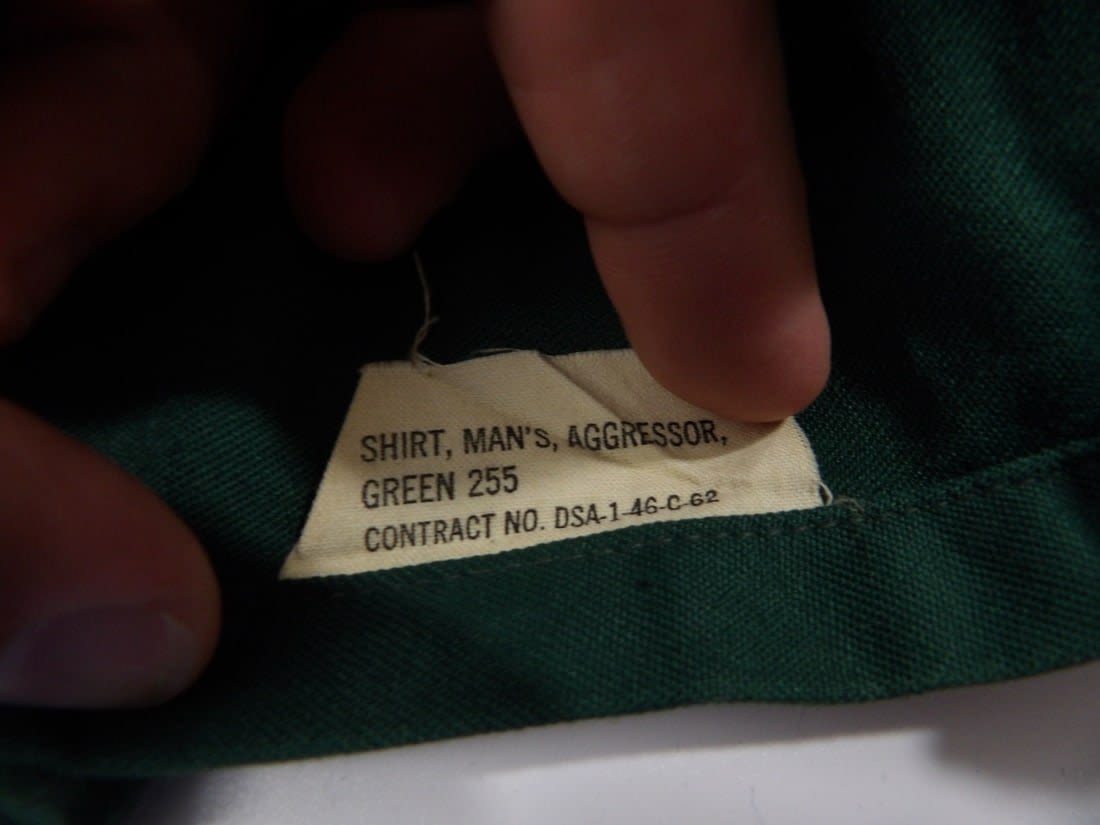 SHIRT, MAN's, AGGRESSOR,
GREEN 255
CONTRACT NO. DSA-1-46-C-62